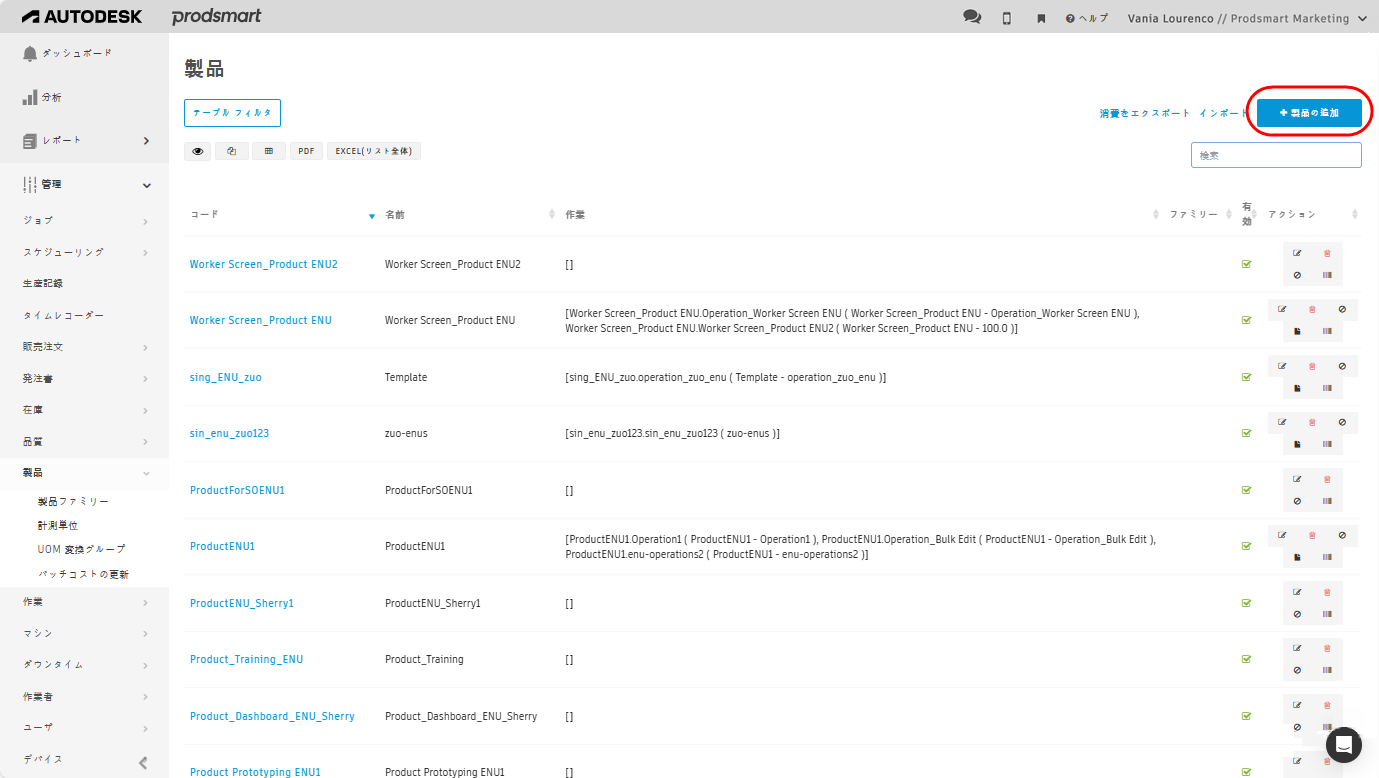 AUTODESK prodsmart
ヘルプ
Vania Lourenco // Prodsmart Marketing
ダッシュボード
分析
レポート
管理
ジョブ
スケジューリング
生産記録
タイムレコーダー
販売注文
発注書
在庫
品質
製品
製品ファミリー
計測単位
UOM 変換グループ
バッチコストの更新
作業
マシン
ダウンタイム
作業者
ユーザ
デバイス
製品
テーブル フィルタ
消費をエクスポート インポート
製品の追加
PDF EXCEL(リスト全体)
検索
コード 名前 作業 ファミリー 有効 アクション
Worker Screen_Product ENU2 Worker Screen_Product ENU2 []
Worker Screen_Product ENU Worker Screen_Product ENU [Worker Screen_Product ENU.Operation_Worker Screen ENU ( Worker Screen_Product ENU - Operation_Worker Screen ENU ),
Worker Screen_Product ENU.Worker Screen_Product ENU2 ( Worker Screen_Product ENU - 100.0 )]
sing_ENU_zuo Template [sing_ENU_zuo.operation_zuo_enu ( Template - operation_zuo_enu )]
sin_enu_zuo123 zuo-enus [sin_enu_zuo123.sin_enu_zuo123 ( zuo-enus )]
ProductForSOENU1 ProductForSOENU1 []
ProductENU1 ProductENU1 [ProductENU1.Operation1 ( ProductENU1 - Operation1 ), ProductENU1.Operation_Bulk Edit ( ProductENU1 - Operation_Bulk Edit ),
ProductENU1.enu-operations2 ( ProductENU1 - enu-operations2 )]
ProductENU_Sherry1 ProductENU_Sherry1 []
Product_Training_ENU Product_Training []
Product_Dashboard_ENU_Sherry Product_Dashboard_ENU_Sherry []
Product Prototyping ENU1 Product Prototyping ENU1 []